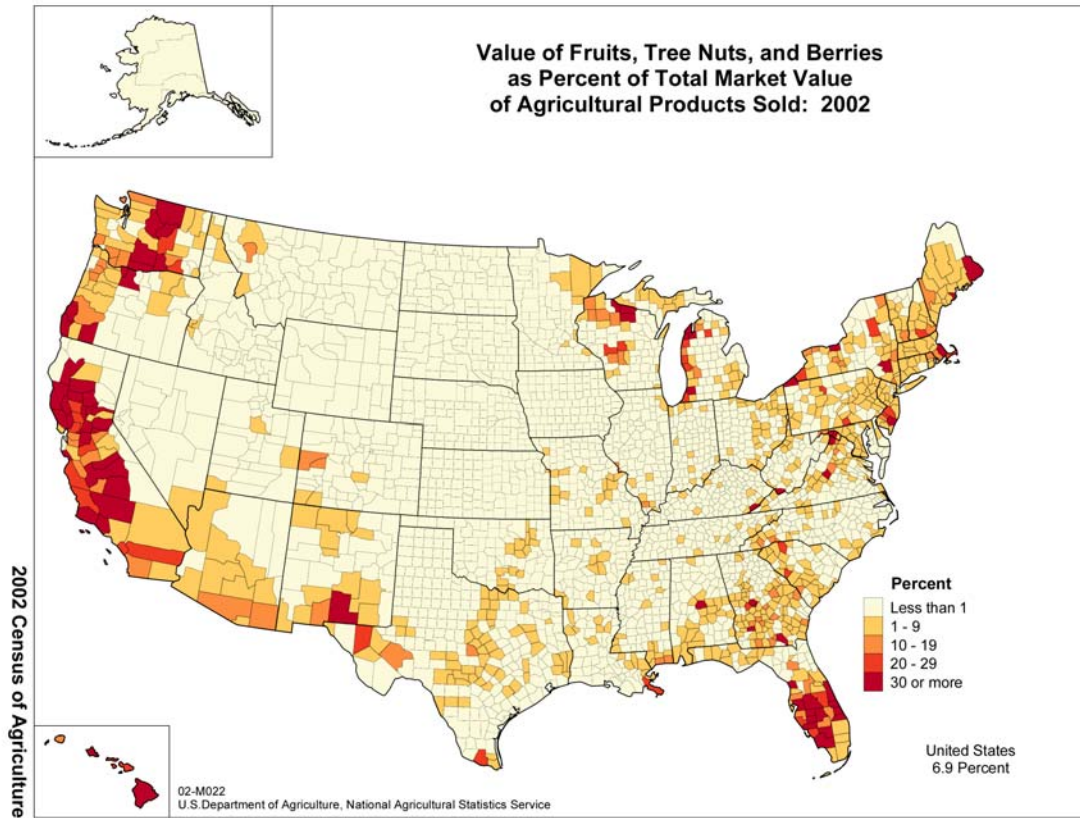 Value of Fruits, Tree Nuts, and Berries
as Percent of Total Market Value
of Agricultural Products Sold: 2002
Percent
Less than 1
1 - 9
10 - 19
20 - 29
30 or more
United States
6.9 Percent
02-M022
U.S.Department of Agriculture, National Agricultural Statistics Service
2002 Census of Agriculture